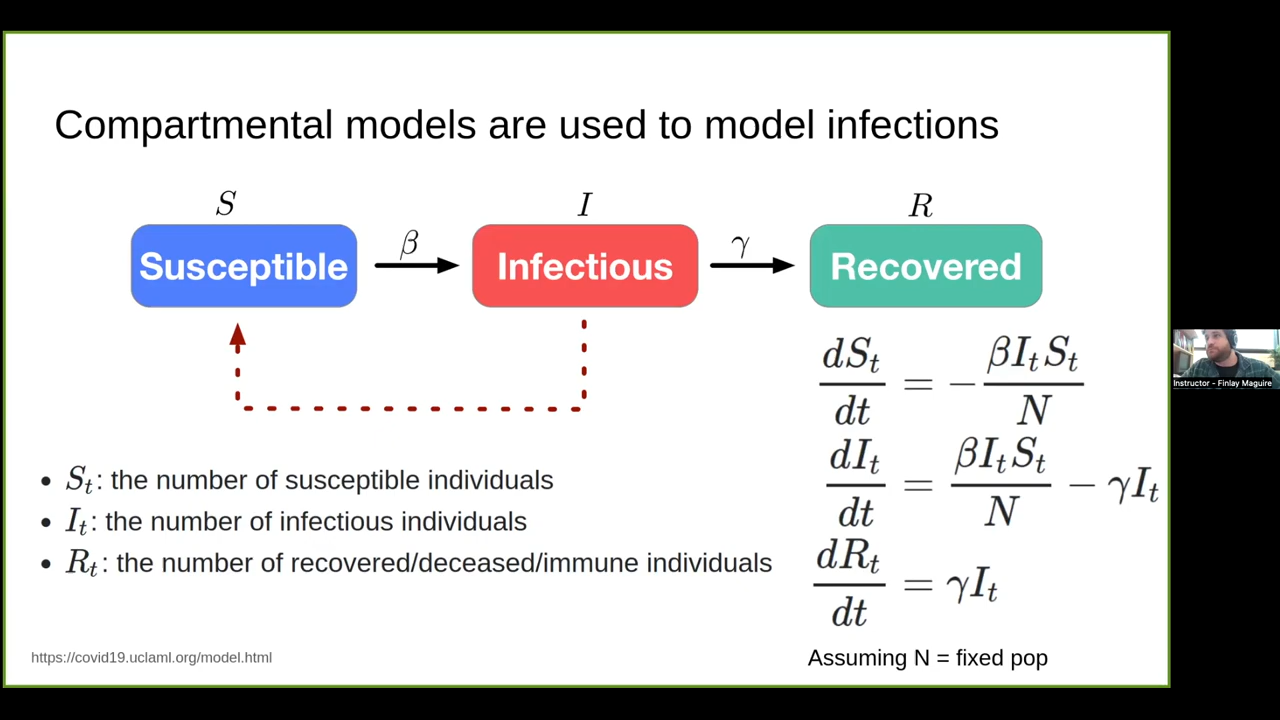 Compartmental models are used to model infections
S I R
Susceptible β Infectious γ Recovered
dS_t/dt = − βI_tS_t/N
dI_t/dt = βI_tS_t/N − γI_t
dR_t/dt = γI_t
• S_t: the number of susceptible individuals
• I_t: the number of infectious individuals
• R_t: the number of recovered/deceased/immune individuals
https://covid19.uclaml.org/model.html
Assuming N = fixed pop
Instructor - Finlay Maguire